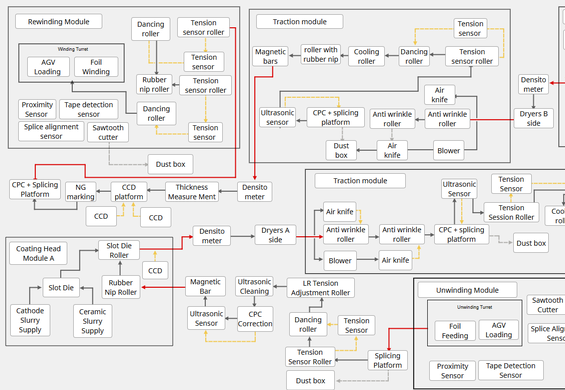 Rewinding Module
Dancing
roller
Tension
sensor roller
Winding Turret
AGV
Loading
Foil
Winding
Tension
sensor
Rubber
nip roller
Tension
sensor roller
Proximity
Sensor
Tape detection
sensor
Dancing
roller
Splice alignment
sensor
Sawtooth
cutter
Tension
sensor
Dust box
Traction module
Tension
sensor
Magnetic
bars
roller with
rubber nip
Cooling
roller
Dancing
roller
Tension
sensor roller
Air
knife
Densito
meter
Ultrasonic
sensor
CPC + splicing
platform
Anti wrinkle
roller
Anti wrinkle
roller
Dryers B
side
Dust
box
Air
knife
Blower
CPC + Splicing
Platform
NG
marking
CCD
platform
Thickness
Measure Ment
Densito
meter
CCD
CCD
Traction module
Ultrasonic
Sensor
Tension
Sensor
Air knife
Tension
Session Roller
Densito
meter
Dryers A
side
Anti wrinkle
roller
Anti wrinkle
roller
CPC + splicing
platform
Dust box
Blower
Air knife
Coating Head
Module A
Slot Die
Roller
CCD
Slot Die
Rubber
Nip Roller
Cathode
Slurry
Supply
Ceramic
Slurry
Supply
Magnetic
Bar
Ultrasonic
Cleaning
LR Tension
Adjustment Roller
Ultrasonic
Sensor
CPC
Correction
Dancing
roller
Tension
Sensor
Tension
Sensor Roller
Splicing
Platform
Dust box
Unwinding Module
Unwinding Turret
Foil
Feeding
AGV
Loading
Sawtooth
Cutter
Proximity
Sensor
Tape Detection
Sensor